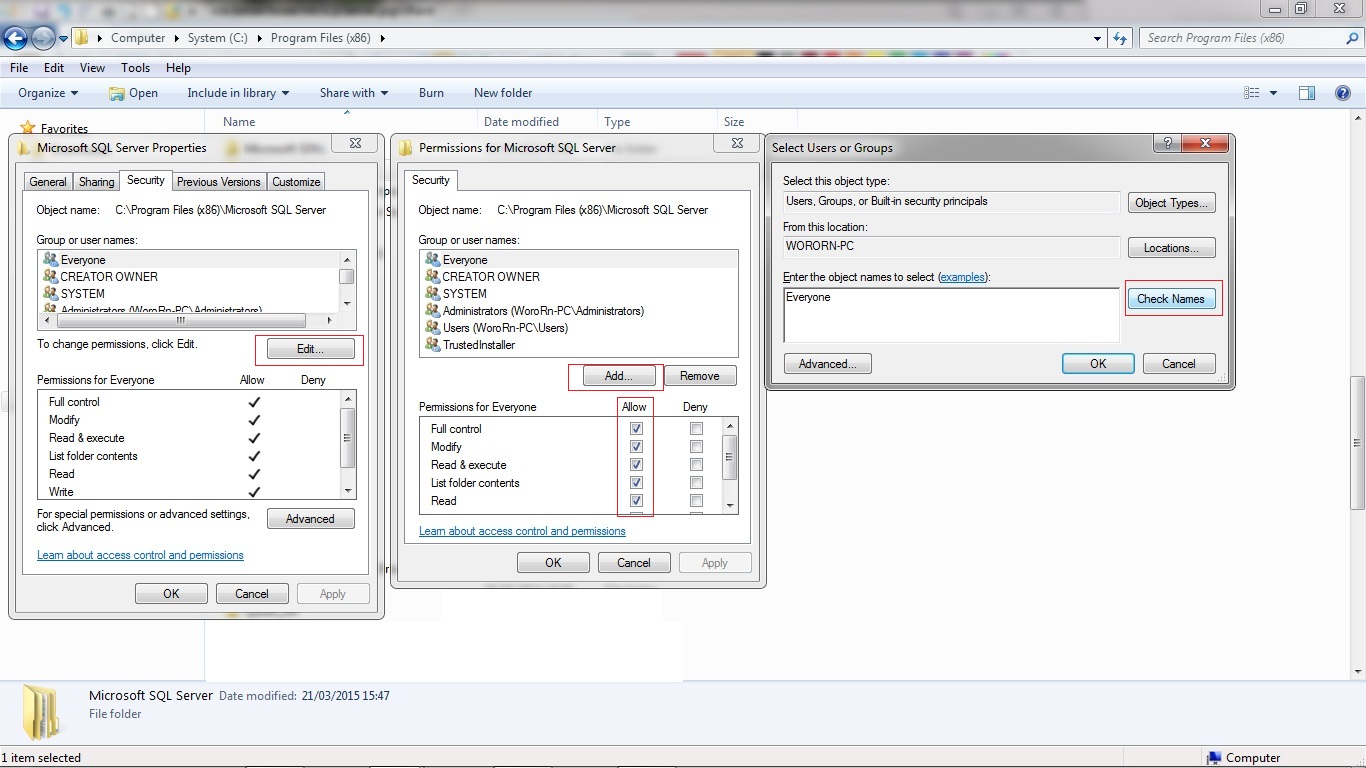 Computer ▸ System (C:) ▸ Program Files (x86) ▸
Search Program Files (x86)
File Edit View Tools Help
Organize Open Include in library Share with Burn New folder
Favorites
Name Date modified Type Size
Microsoft SQL Server Properties
General Sharing Security Previous Versions Customize
Object name: C:\Program Files (x86)\Microsoft SQL Server
Group or user names:
Everyone
CREATOR OWNER
SYSTEM
Administrators (WoroRn-PC\Administrators)
To change permissions, click Edit.
Edit...
Permissions for Everyone Allow Deny
Full control
Modify
Read & execute
List folder contents
Read
Write
For special permissions or advanced settings,
click Advanced.
Advanced
Learn about access control and permissions
OK Cancel Apply
Permissions for Microsoft SQL Server
Security
Object name: C:\Program Files (x86)\Microsoft SQL Server
Group or user names:
Everyone
CREATOR OWNER
SYSTEM
Administrators (WoroRn-PC\Administrators)
Users (WoroRn-PC\Users)
TrustedInstaller
Add... Remove
Permissions for Everyone Allow Deny
Full control
Modify
Read & execute
List folder contents
Read
Learn about access control and permissions
OK Cancel Apply
Select Users or Groups
Select this object type:
Users, Groups, or Built-in security principals
Object Types...
From this location:
WORORN-PC
Locations...
Enter the object names to select (examples):
Everyone
Check Names
Advanced...
OK Cancel
Microsoft SQL Server Date modified: 21/03/2015 15:47
File folder
1 item selected
Computer